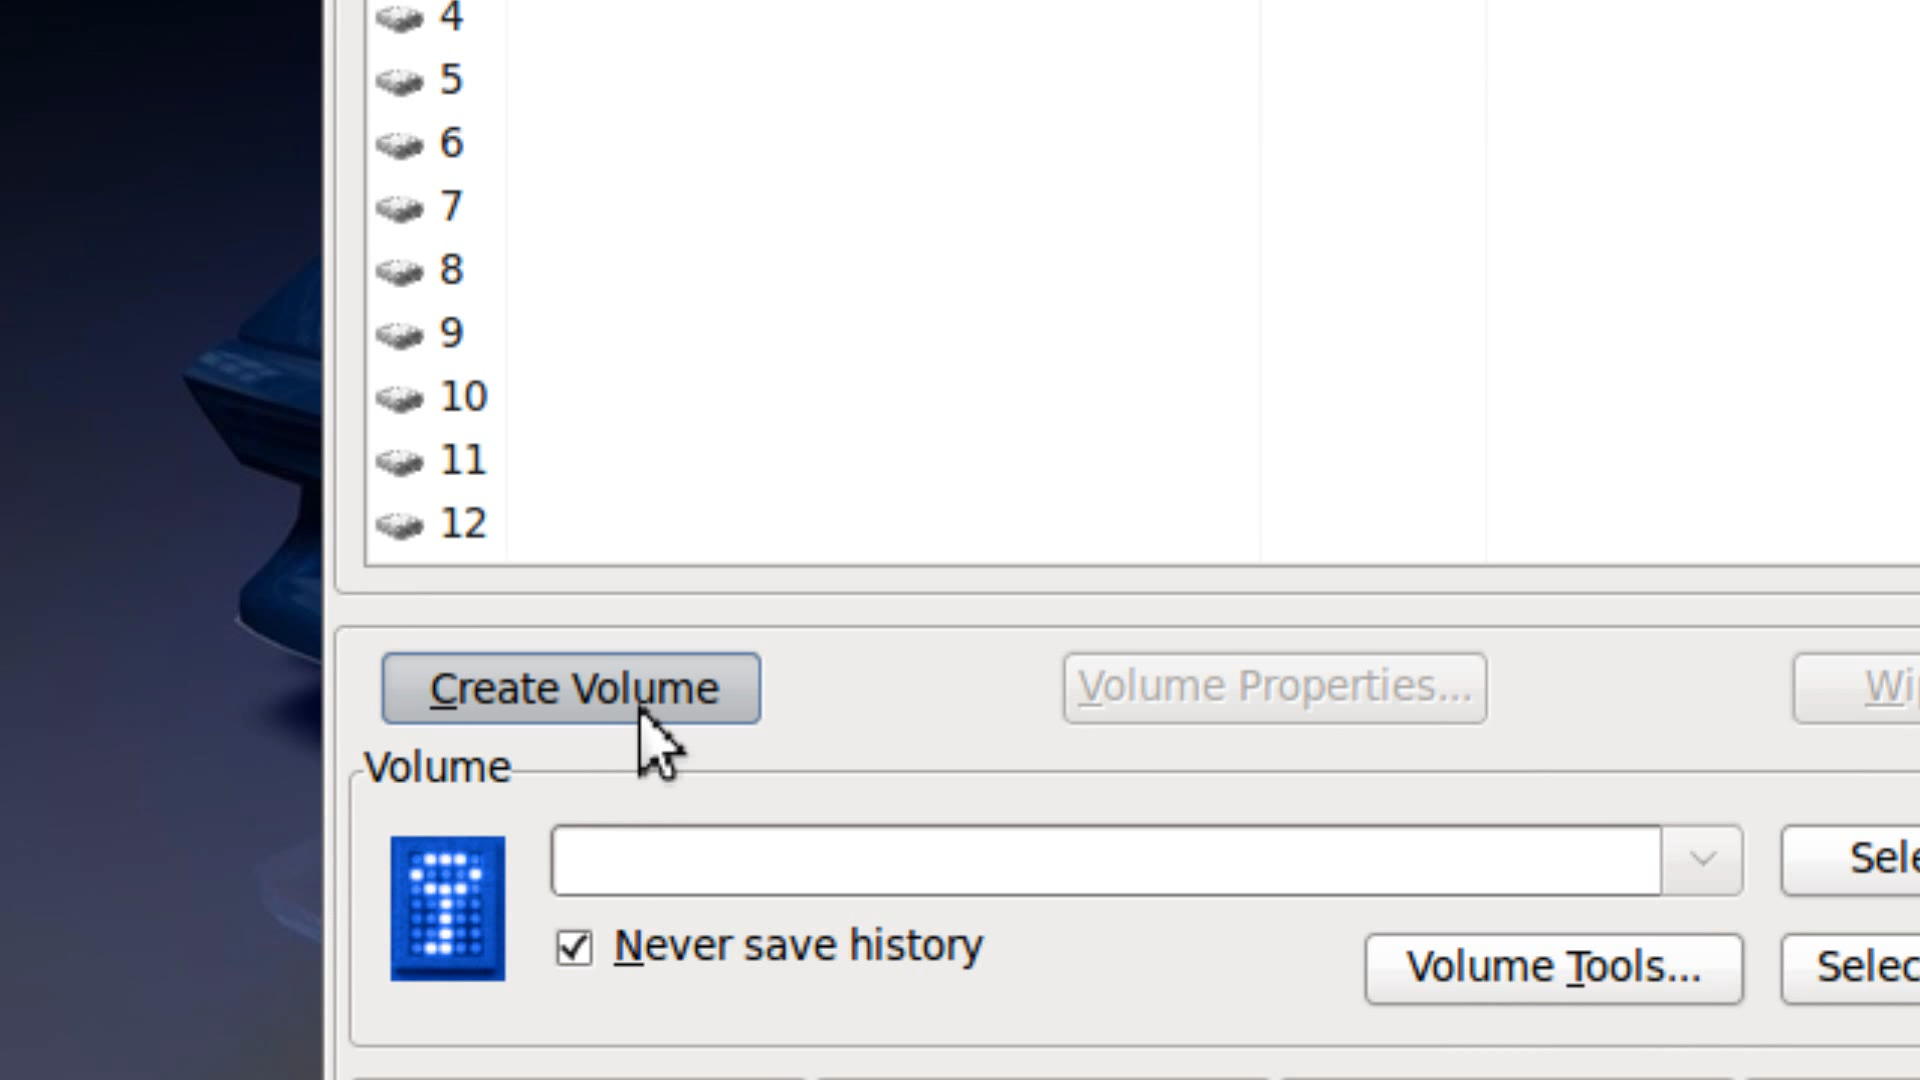 4
5
6
7
8
9
10
11
12
Create Volume
Volume Properties...
Volume
Never save history
Volume Tools...